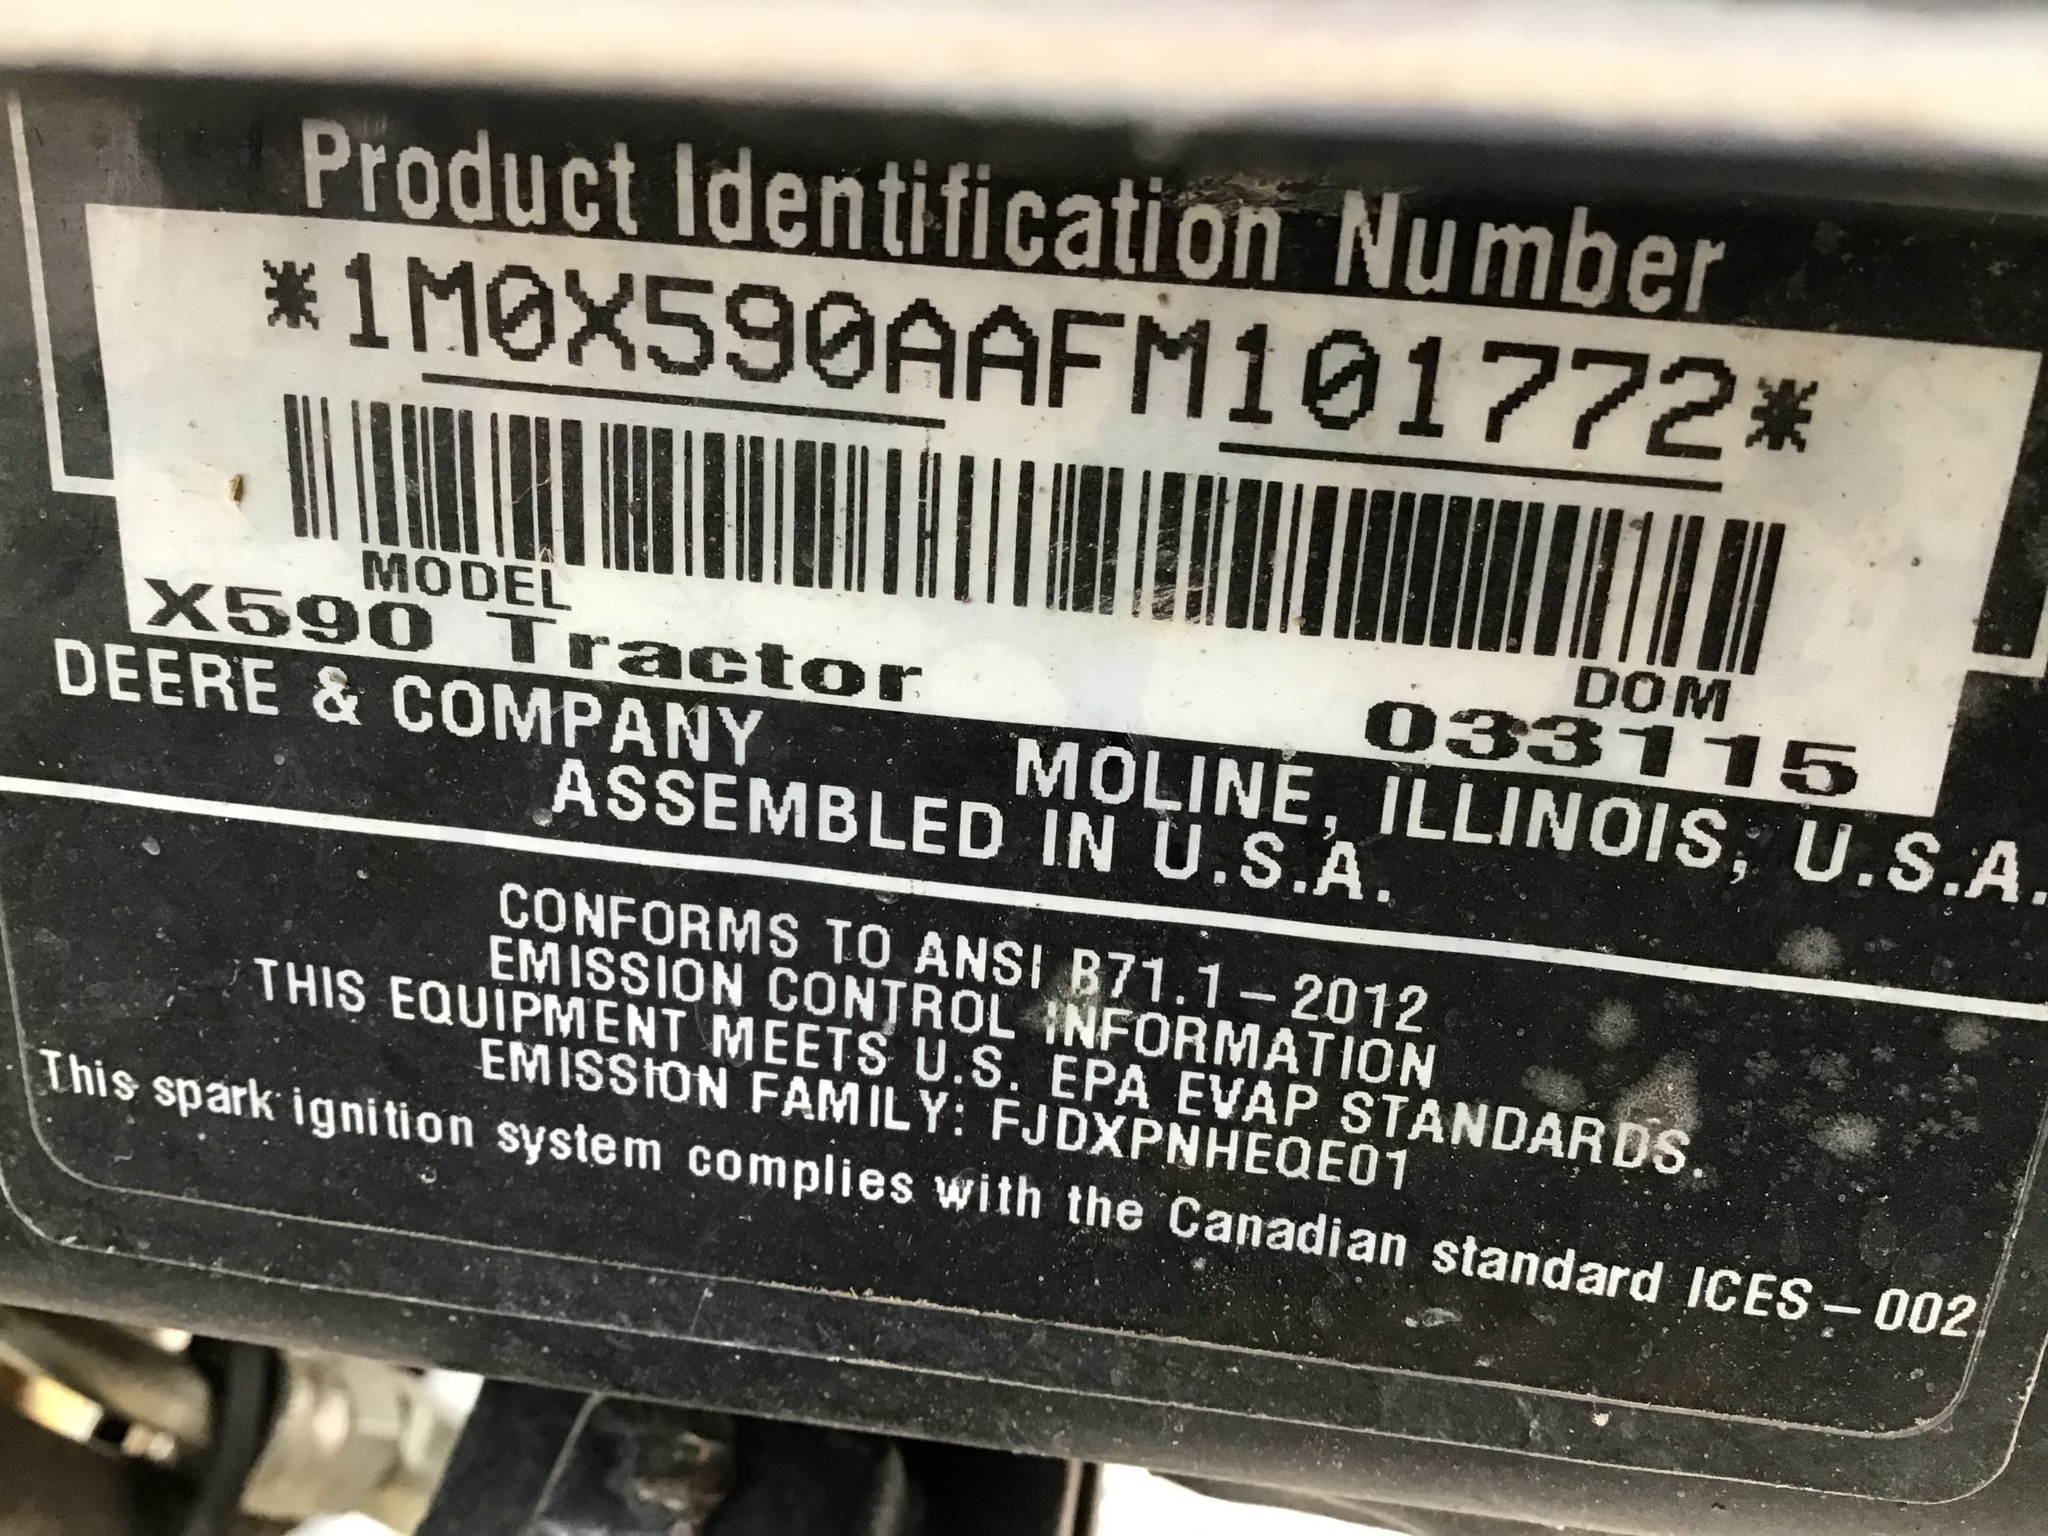 Product Identification Number
*1M0X590AAFM101772*
MODEL DOM
X590 Tractor 033115
DEERE & COMPANY MOLINE, ILLINOIS, U.S.A.
ASSEMBLED IN U.S.A.
CONFORMS TO ANSI B71.1 – 2012
EMISSION CONTROL INFORMATION
THIS EQUIPMENT MEETS U.S. EPA EVAP STANDARDS.
EMISSION FAMILY: FJDXPNHEQE01
This spark ignition system complies with the Canadian standard ICES – 002